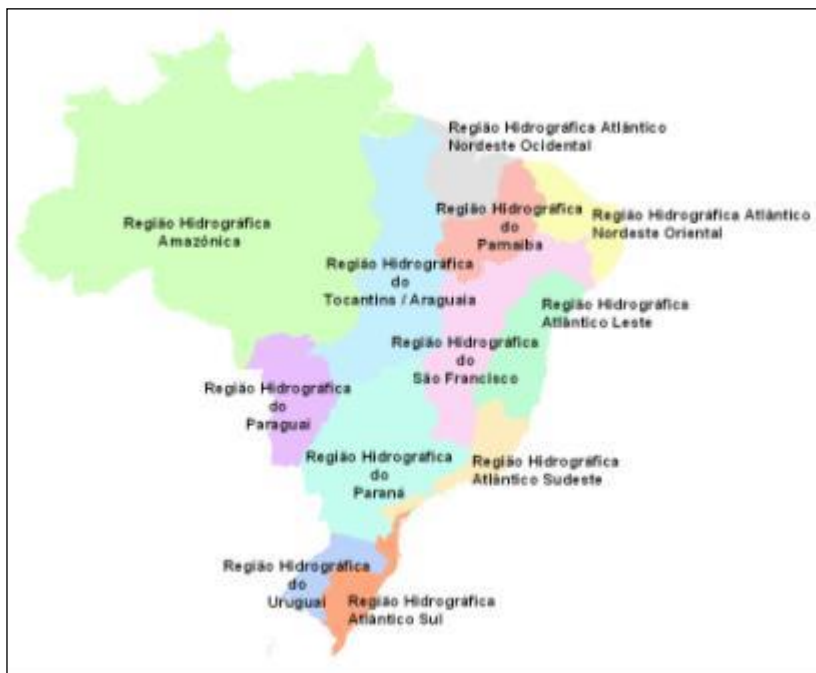 Região Hidrográfica Atlântico
Nordeste Ocidental
Região Hidrográfica
do
Parnaíba
Região Hidrográfica Atlântico
Nordeste Oriental
Região Hidrográfica
Amazônica
Região Hidrográfica
do
Tocantins / Araguaia
Região Hidrográfica
Atlântico Leste
Região Hidrográfica
do
São Francisco
Região Hidrográfica
do
Paraguai
Região Hidrográfica
do
Paraná
Região Hidrográfica
Atlântico Sudeste
Região Hidrográfica
do
Uruguai
Região Hidrográfica
Atlântico Sul